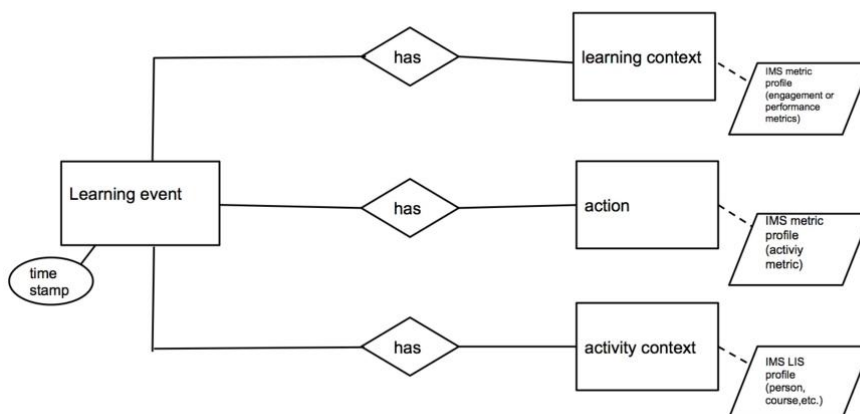 has
learning context
IMS metric
profile
(engagement or
performance
metrics)
Learning event
has
action
IMS metric
profile
(activiy
metric)
time
stamp
has
activity context
IMS LIS
profile
(person,
course,etc.)